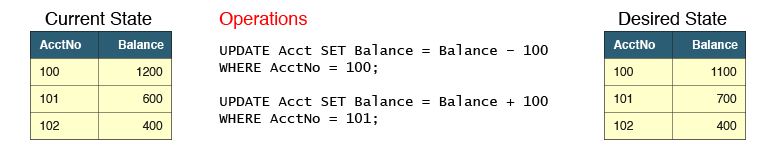 Current State
AcctNo Balance
100 1200
101 600
102 400
Operations
UPDATE Acct SET Balance = Balance − 100
WHERE AcctNo = 100;
UPDATE Acct SET Balance = Balance + 100
WHERE AcctNo = 101;
Desired State
AcctNo Balance
100 1100
101 700
102 400